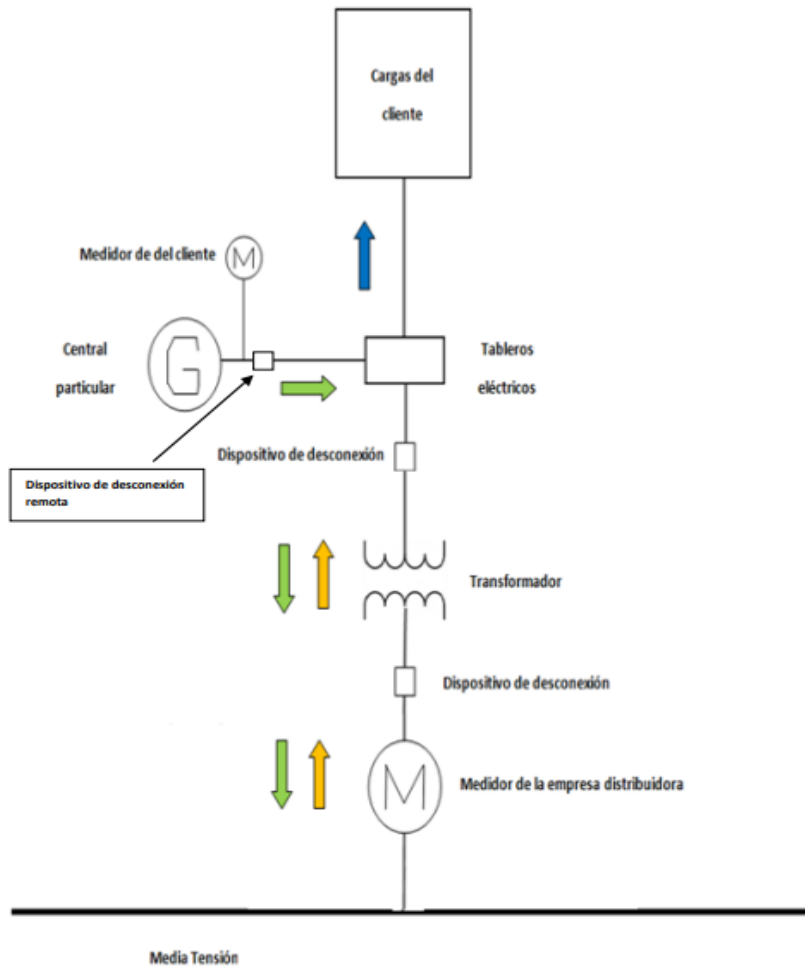 Cargas del
cliente
Medidor de del cliente
M
Central
particular
G
Tableros
eléctricos
Dispositivo de desconexión
Dispositivo de desconexión
remota
Transformador
Dispositivo de desconexión
M
Medidor de la empresa distribuidora
Media Tensión